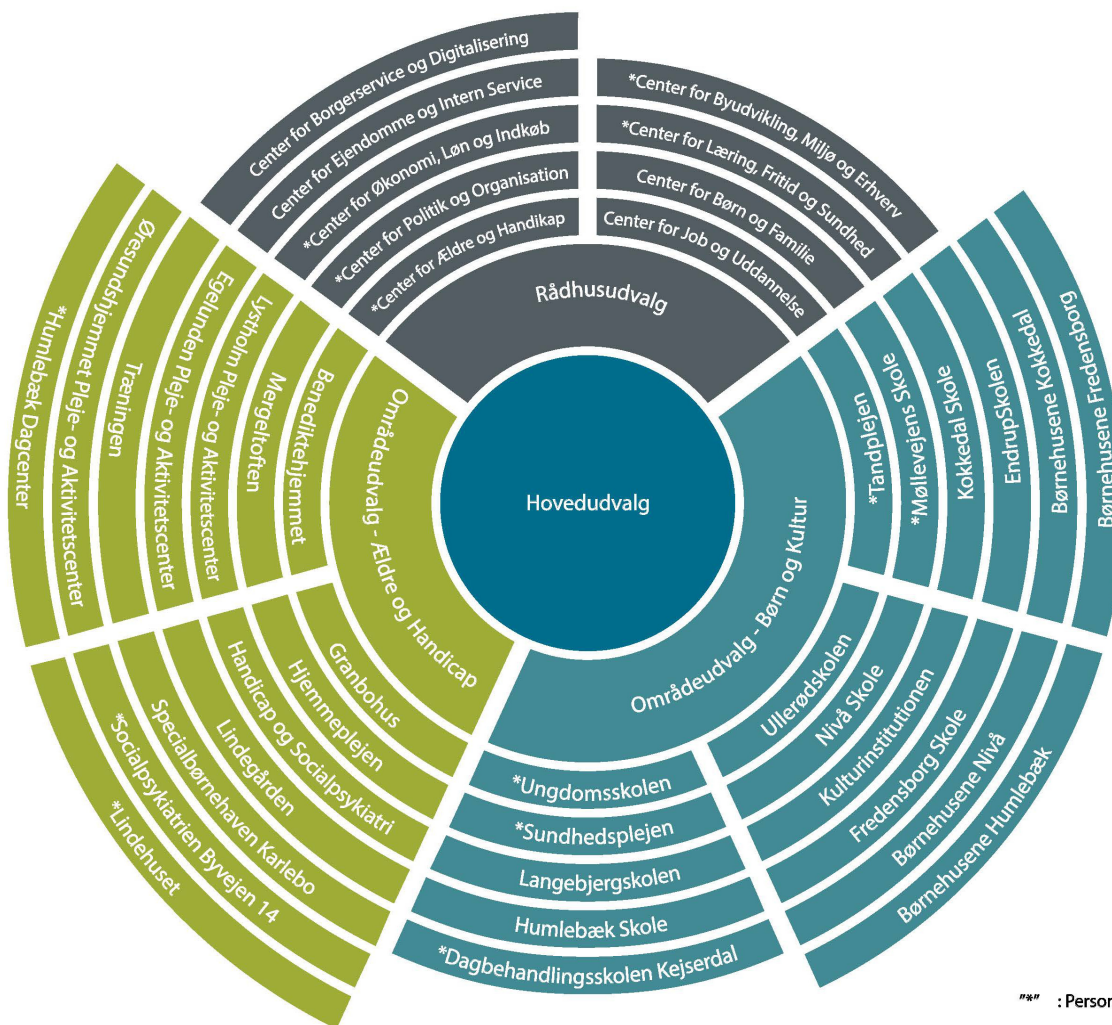 Center for Borgerservice og Digitalisering
Center for Ejendomme og Intern Service
*Center for Økonomi, Løn og Indkøb
*Center for Politik og Organisation
*Center for Ældre og Handikap
*Center for Byudvikling, Miljø og Erhverv
*Center for Læring, Fritid og Sundhed
Center for Børn og Familie
Center for Job og Uddannelse
Rådhusudvalg
Hovedudvalg
*Humlebæk Dagcenter
Øresundshjemmet Pleje- og Aktivitetscenter
Træningen
Egelunden Pleje- og Aktivitetscenter
Lystholm Pleje- og Aktivitetscenter
Mergeltoften
Benediktehjemmet
Områdeudvalg - Ældre og Handicap
Granbohus
Hjemmeplejen
Handicap og Socialpsykiatri
Lindegården
Specialbørnehaven Karlebo
*Socialpsykiatrien Byvejen 14
*Lindehuset
Områdeudvalg - Børn og Kultur
*Tandplejen
*Møllevejens Skole
Kokkedal Skole
EndrupSkolen
Børnehusene Kokkedal
Børnehusene Fredensborg
Ullerødskolen
Nivå Skole
Kulturinstitutionen
Fredensborg Skole
Børnehusene Nivå
Børnehusene Humlebæk
*Ungdomsskolen
*Sundhedsplejen
Langebjergskolen
Humlebæk Skole
*Dagbehandlingsskolen Kejserdal
"*" : Person